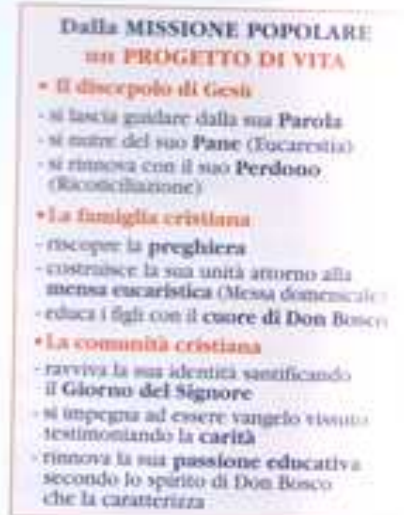 Dalla MISSIONE POPOLARE
un PROGETTO DI VITA
• Il discepolo di Gesù
- si lascia guidare dalla sua Parola
- si nutre del suo Pane (Eucarestia)
- si rinnova con il suo Perdono
(Riconciliazione)
• La famiglia cristiana
- riscopre la preghiera
- costruisce la sua unità attorno alla
mensa eucaristica (Messa domenicale)
- educa i figli con il cuore di Don Bosco
• La comunità cristiana
- ravviva la sua identità santificando
il Giorno del Signore
- si impegna ad essere vangelo vissuto
testimoniando la carità
- rinnova la sua passione educativa
secondo lo spirito di Don Bosco
che la caratterizza